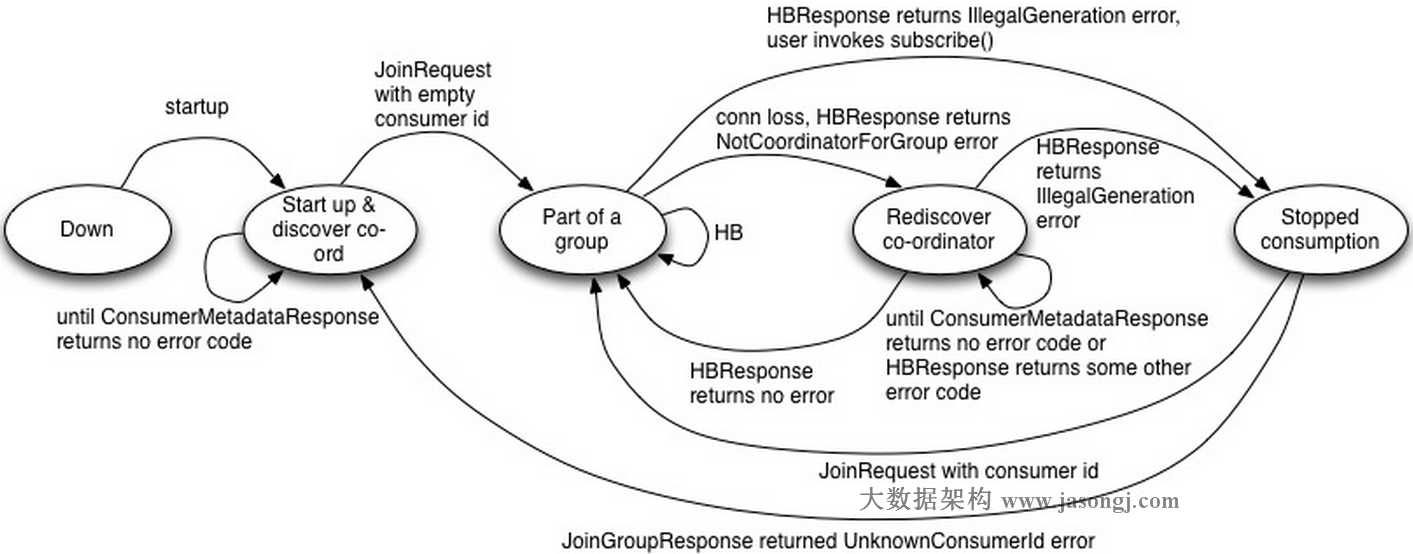 HBResponse returns IllegalGeneration error,
user invokes subscribe()
JoinRequest
with empty
consumer id
startup
conn loss, HBResponse returns
NotCoordinatorForGroup error
HBResponse
returns
IllegalGeneration
error
Down
Start up &
discover co-
ord
Part of a
group
HB
Rediscover
co-ordinator
Stopped
consumption
until ConsumerMetadataResponse
returns no error code
until ConsumerMetadataResponse
returns no error code or
HBResponse returns some other
error code
HBResponse
returns no error
JoinRequest with consumer id
大数据架构 www.jasongj.com
JoinGroupResponse returned UnknownConsumerId error